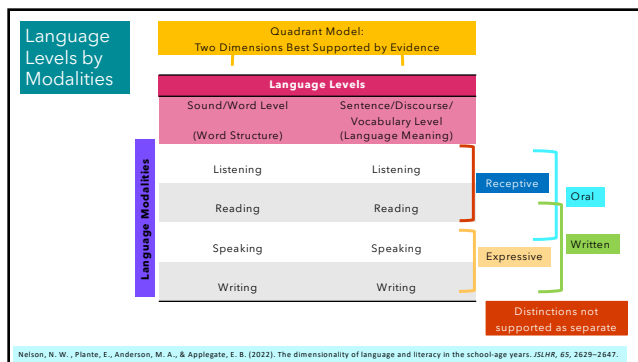 Language
Levels by
Modalities
Quadrant Model:
Two Dimensions Best Supported by Evidence
Language Levels
Sound/Word Level
(Word Structure)
Sentence/Discourse/
Vocabulary Level
(Language Meaning)
Language Modalities
Listening Listening
Reading Reading
Speaking Speaking
Writing Writing
Receptive
Expressive
Oral
Written
Distinctions not
supported as separate
Nelson, N. W. , Plante, E., Anderson, M. A., & Applegate, E. B. (2022). The dimensionality of language and literacy in the school-age years. JSLHR, 65, 2629–2647.